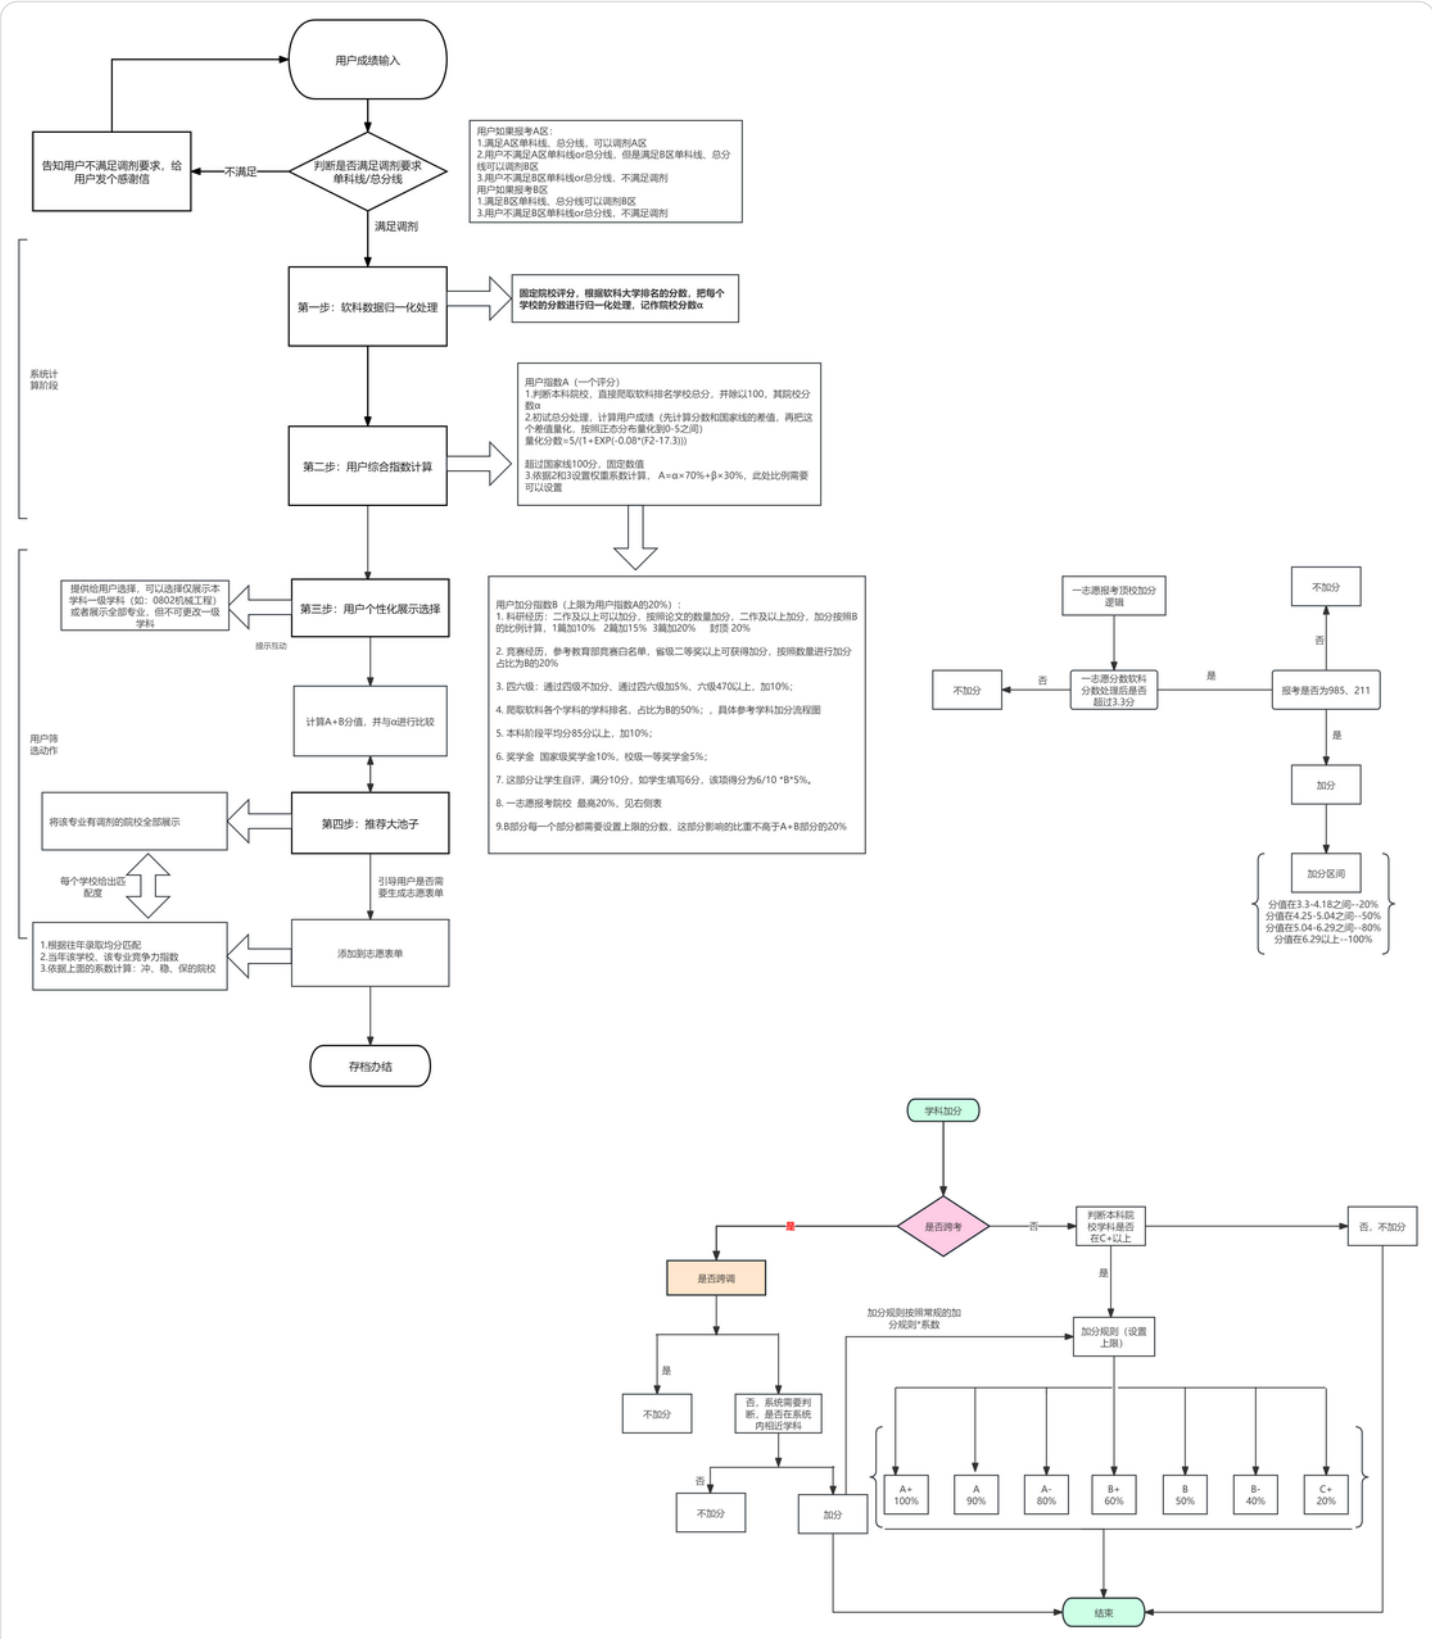 用户成绩输入
告知用户不满足调剂要求，给
用户发个感谢信
不满足
判断是否满足调剂要求
单科线/总分线
满足调剂
用户如果报考A区：
1.满足A区单科线、总分线，可以调剂A区
2.用户不满足A区单科线or总分线，但是满足B区单科线、总分
线可以调剂B区
3.用户不满足B区单科线or总分线，不满足调剂
用户如果报考B区
1.满足B区单科线、总分线可以调剂B区
3.用户不满足B区单科线or总分线，不满足调剂
系统计
算阶段
第一步：软科数据归一化处理
固定院校评分，根据软科大学排名的分数，把每个
学校的分数进行归一化处理，记作院校分数α
第二步：用户综合指数计算
用户指数A（一个评分）
1.判断本科院校，直接爬取软科排名学校总分，并除以100，其院校分
数α
2.初试总分处理，计算用户成绩（先计算分数和国家线的差值，再把这
个差值量化，按照正态分布量化到0-5之间）
量化分数=5/(1+EXP(-0.08*(F2-17.3)))
超过国家线100分，固定数值
3.依据2和3设置权重系数计算， A=α×70%+β×30%，此处比例需要
可以设置
用户筛
选动作
提供给用户选择，可以选择仅展示本
学科一级学科（如：0802机械工程）
或者展示全部专业，但不可更改一级
学科
第三步：用户个性化展示选择
提示互动
计算A+B分值，并与α进行比较
将该专业有调剂的院校全部展示
第四步：推荐大池子
每个学校给出匹
配度
引导用户是否需
要生成志愿表单
1.根据往年录取均分匹配
2.当年该学校、该专业竞争力指数
3.依据上面的系数计算：冲、稳、保的院校
添加到志愿表单
存档办结
用户加分指数B（上限为用户指数A的20%）：
1. 科研经历：二作及以上可以加分，按照论文的数量加分，二作及以上加分，加分按照B
的比例计算，1篇加10% 2篇加15% 3篇加20% 封顶 20%
2. 竞赛经历，参考教育部竞赛白名单，省级二等奖以上可获得加分，按照数量进行加分
占比为B的20%
3. 四六级：通过四级不加分、通过四六级加5%、六级470以上，加10%；
4. 爬取软科各个学科的学科排名，占比为B的50%；，具体参考学科加分流程图
5. 本科阶段平均分85分以上，加10%；
6. 奖学金 国家级奖学金10%，校级一等奖学金5%；
7. 这部分让学生自评，满分10分，如学生填写6分，该项得分为6/10 *B*5%。
8. 一志愿报考院校 最高20%，见右侧表
9.B部分每一个部分都需要设置上限的分数，这部分影响的比重不高于A+B部分的20%
一志愿报考顶校加分
逻辑
不加分
否
不加分
否
一志愿分数软科
分数处理后是否
超过3.3分
是
报考是否为985、211
是
加分
加分区间
分值在3.3-4.18之间--20%
分值在4.25-5.04之间--50%
分值在5.04-6.29之间--80%
分值在6.29以上--100%
学科加分
是
是否跨考
否
判断本科院
校学科是否
在C+以上
否，不加分
是否跨调
是
加分规则按照常规的加
分规则*系数
加分规则（设置
上限）
是
不加分
否，系统需要判
断，是否在系统
内相近学科
否
不加分
加分
A+
100%
A
90%
A-
80%
B+
60%
B
50%
B-
40%
C+
20%
结束